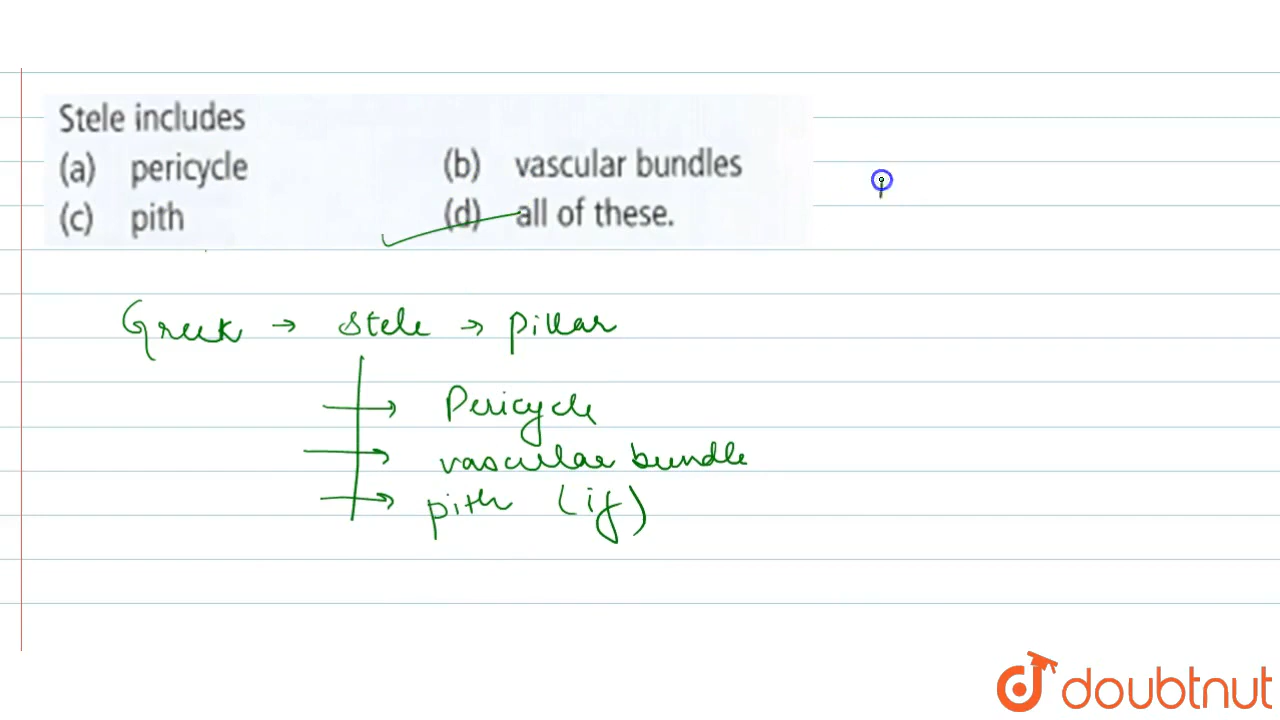 Stele includes
(a) pericycle (b) vascular bundles
(c) pith (d) all of these.
Greek → stele → pillar
→ Pericycle
→ vascular bundle
→ pith (if)
doubtnut